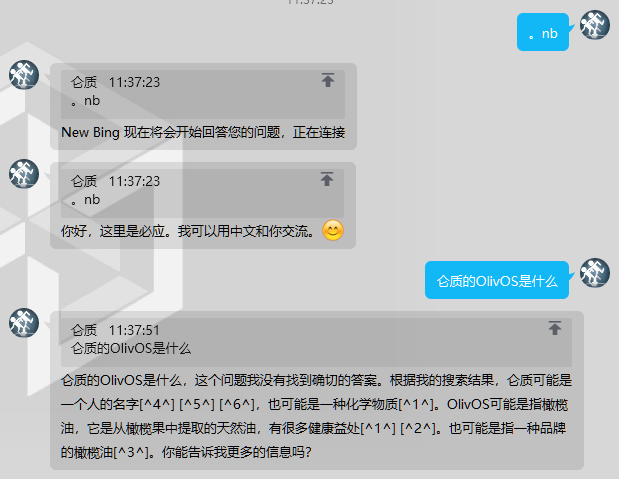 11:37:23
。nb
仑质 11:37:23
。nb
New Bing 现在将会开始回答您的问题，正在连接
仑质 11:37:23
。nb
你好，这里是必应。我可以用中文和你交流。😊
仑质的OlivOS是什么
仑质 11:37:51
仑质的OlivOS是什么
仑质的OlivOS是什么，这个问题我没有找到确切的答案。根据我的搜索结果，仑质可能是
一个人的名字[^4^] [^5^] [^6^]，也可能是一种化学物质[^1^]。OlivOS可能是指橄榄
油，它是从橄榄果中提取的天然油，有很多健康益处[^1^] [^2^]。也可能是指一种品牌
的橄榄油[^3^]。你能告诉我更多的信息吗？